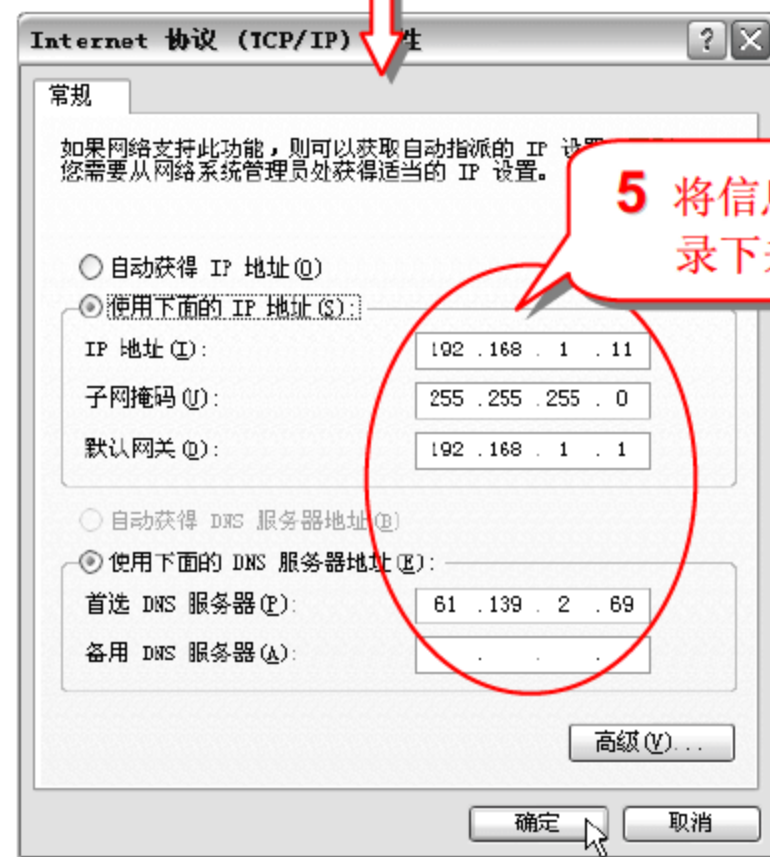 Internet 协议 (TCP/IP) 性
常规
如果网络支持此功能，则可以获取自动指派的 IP 设
您需要从网络系统管理员处获得适当的 IP 设置。
5 将信
录下
自动获得 IP 地址(O)
使用下面的 IP 地址(S):
IP 地址(I): 192 .168 . 1 . 11
子网掩码(U): 255 .255 .255 . 0
默认网关(D): 192 .168 . 1 . 1
自动获得 DNS 服务器地址(B)
使用下面的 DNS 服务器地址(E):
首选 DNS 服务器(P): 61 .139 . 2 . 69
备用 DNS 服务器(A): . . .
高级(V)...
确定 取消